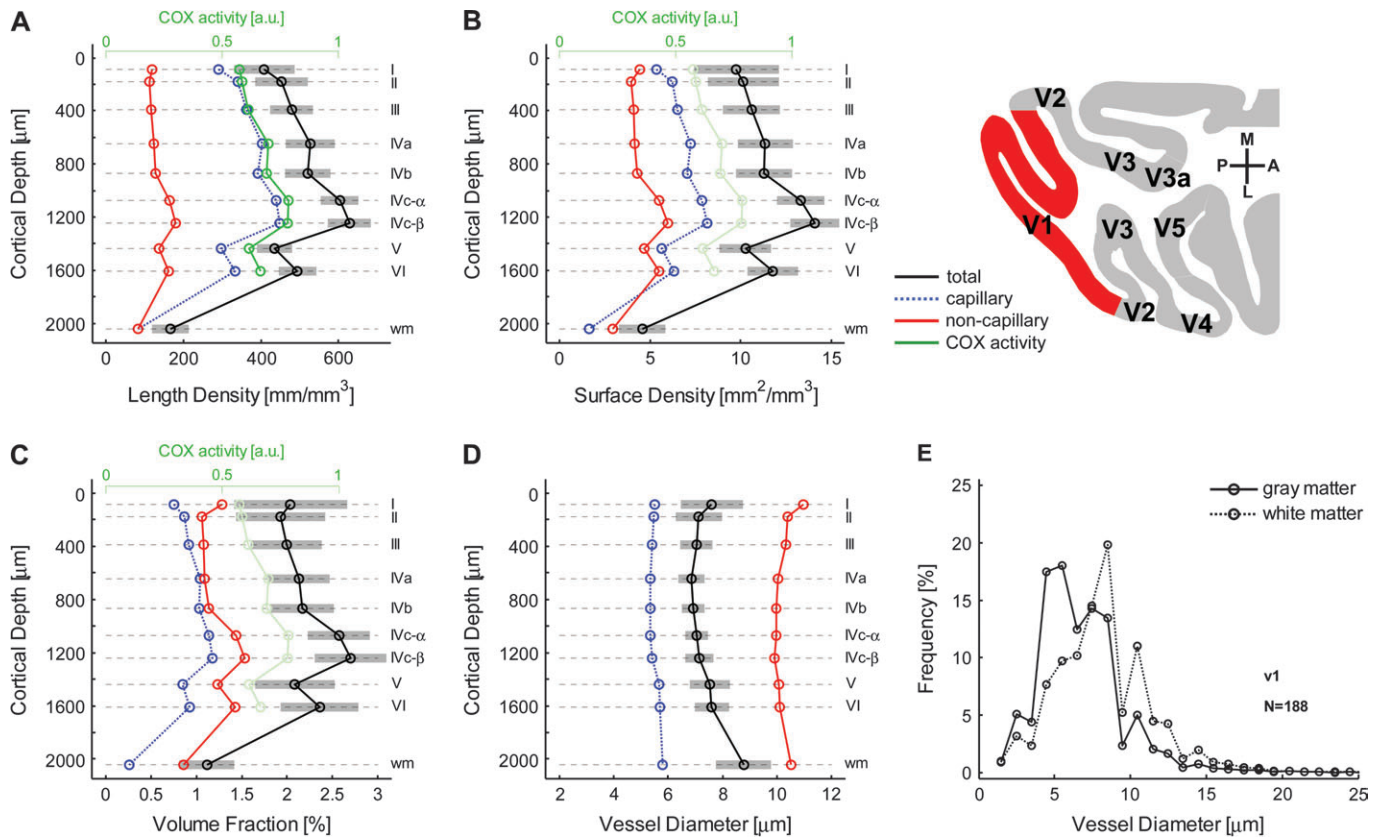 A
COX activity [a.u.]
0 0.5 1
Cortical Depth [µm]
0
400
800
1200
1600
2000
I
II
III
IVa
IVb
IVc-α
IVc-β
V
VI
wm
0 200 400 600
Length Density [mm/mm³]
B
COX activity [a.u.]
0 0.5 1
Cortical Depth [µm]
0
400
800
1200
1600
2000
I
II
III
IVa
IVb
IVc-α
IVc-β
V
VI
wm
0 5 10 15
Surface Density [mm²/mm³]
total
capillary
non-capillary
COX activity
V2
V3
V3a
V1
V3
V5
V2
V4
M
P A
L
C
COX activity [a.u.]
0 0.5 1
Cortical Depth [µm]
0
400
800
1200
1600
2000
I
II
III
IVa
IVb
IVc-α
IVc-β
V
VI
wm
0 0.5 1 1.5 2 2.5 3
Volume Fraction [%]
D
Cortical Depth [µm]
0
400
800
1200
1600
2000
I
II
III
IVa
IVb
IVc-α
IVc-β
V
VI
wm
2 4 6 8 10 12
Vessel Diameter [µm]
E
gray matter
white matter
Frequency [%]
25
20
15
10
5
0
v1
N=188
0 5 10 15 20 25
Vessel Diameter [µm]